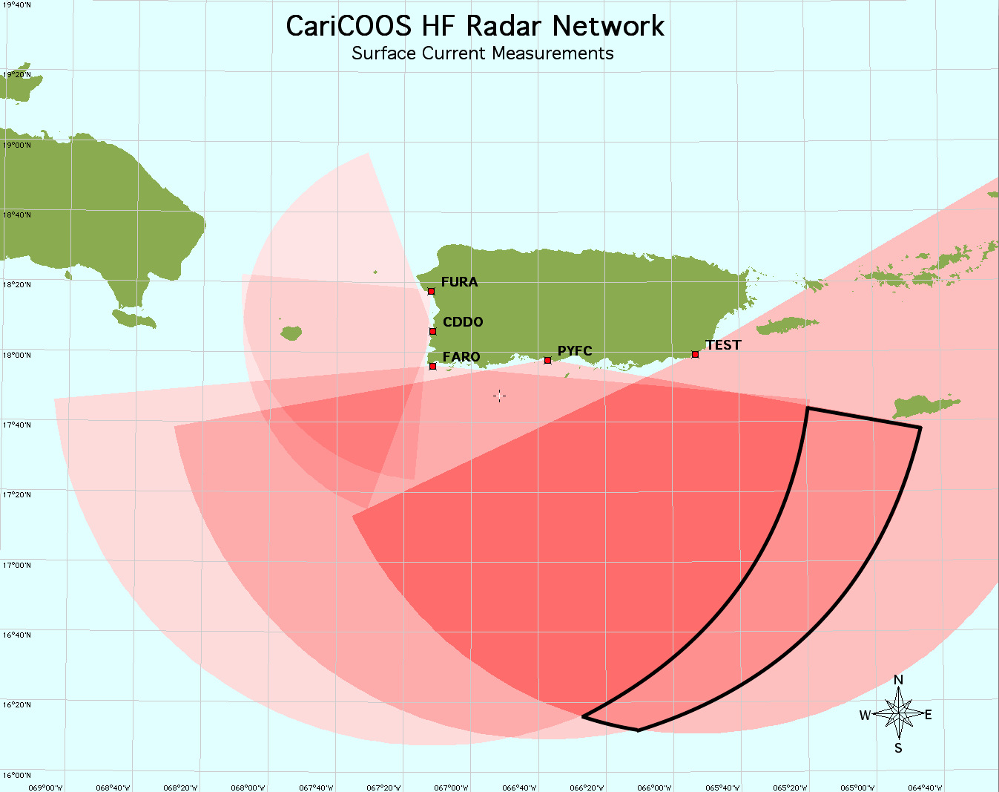 CariCOOS HF Radar Network
Surface Current Measurements
19°40'N
19°20'N
19°00'N
18°40'N
18°20'N
18°00'N
17°40'N
17°20'N
17°00'N
16°40'N
16°20'N
16°00'N
FURA
CDDO
FARO
PYFC
TEST
N
W
E
S
069°00'W
068°40'W
068°20'W
068°00'W
067°40'W
067°20'W
067°00'W
066°40'W
066°20'W
066°00'W
065°40'W
065°20'W
065°00'W
064°40'W